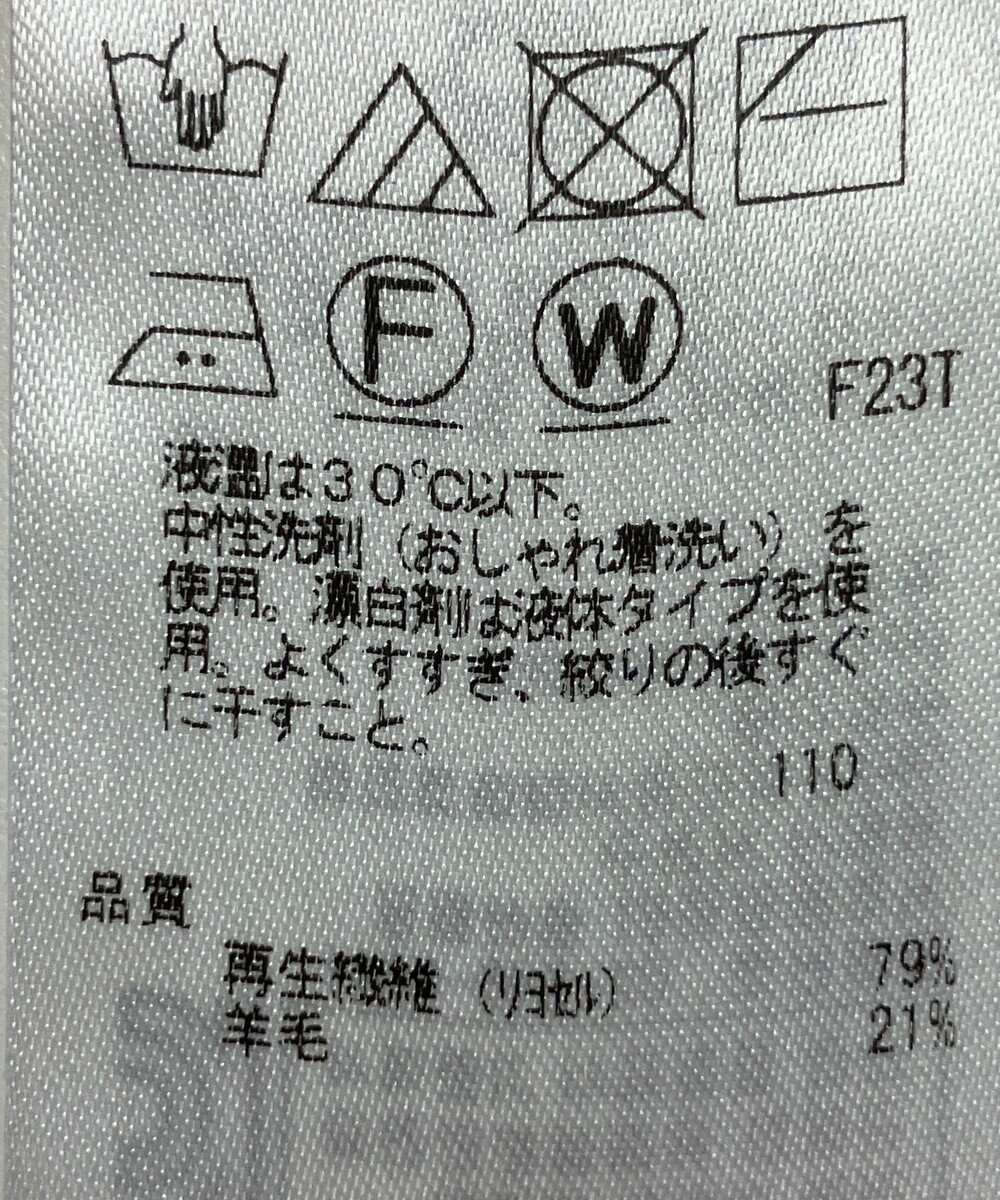 F
W
F23T
液温は30℃以下。
中性洗剤（おしゃれ着洗い）を
使用。漂白剤は液体タイプを使
用。よくすすぎ、絞りの後すぐ
に干すこと。
110
品質
再生繊維（リヨセル） 79%
羊毛 21%